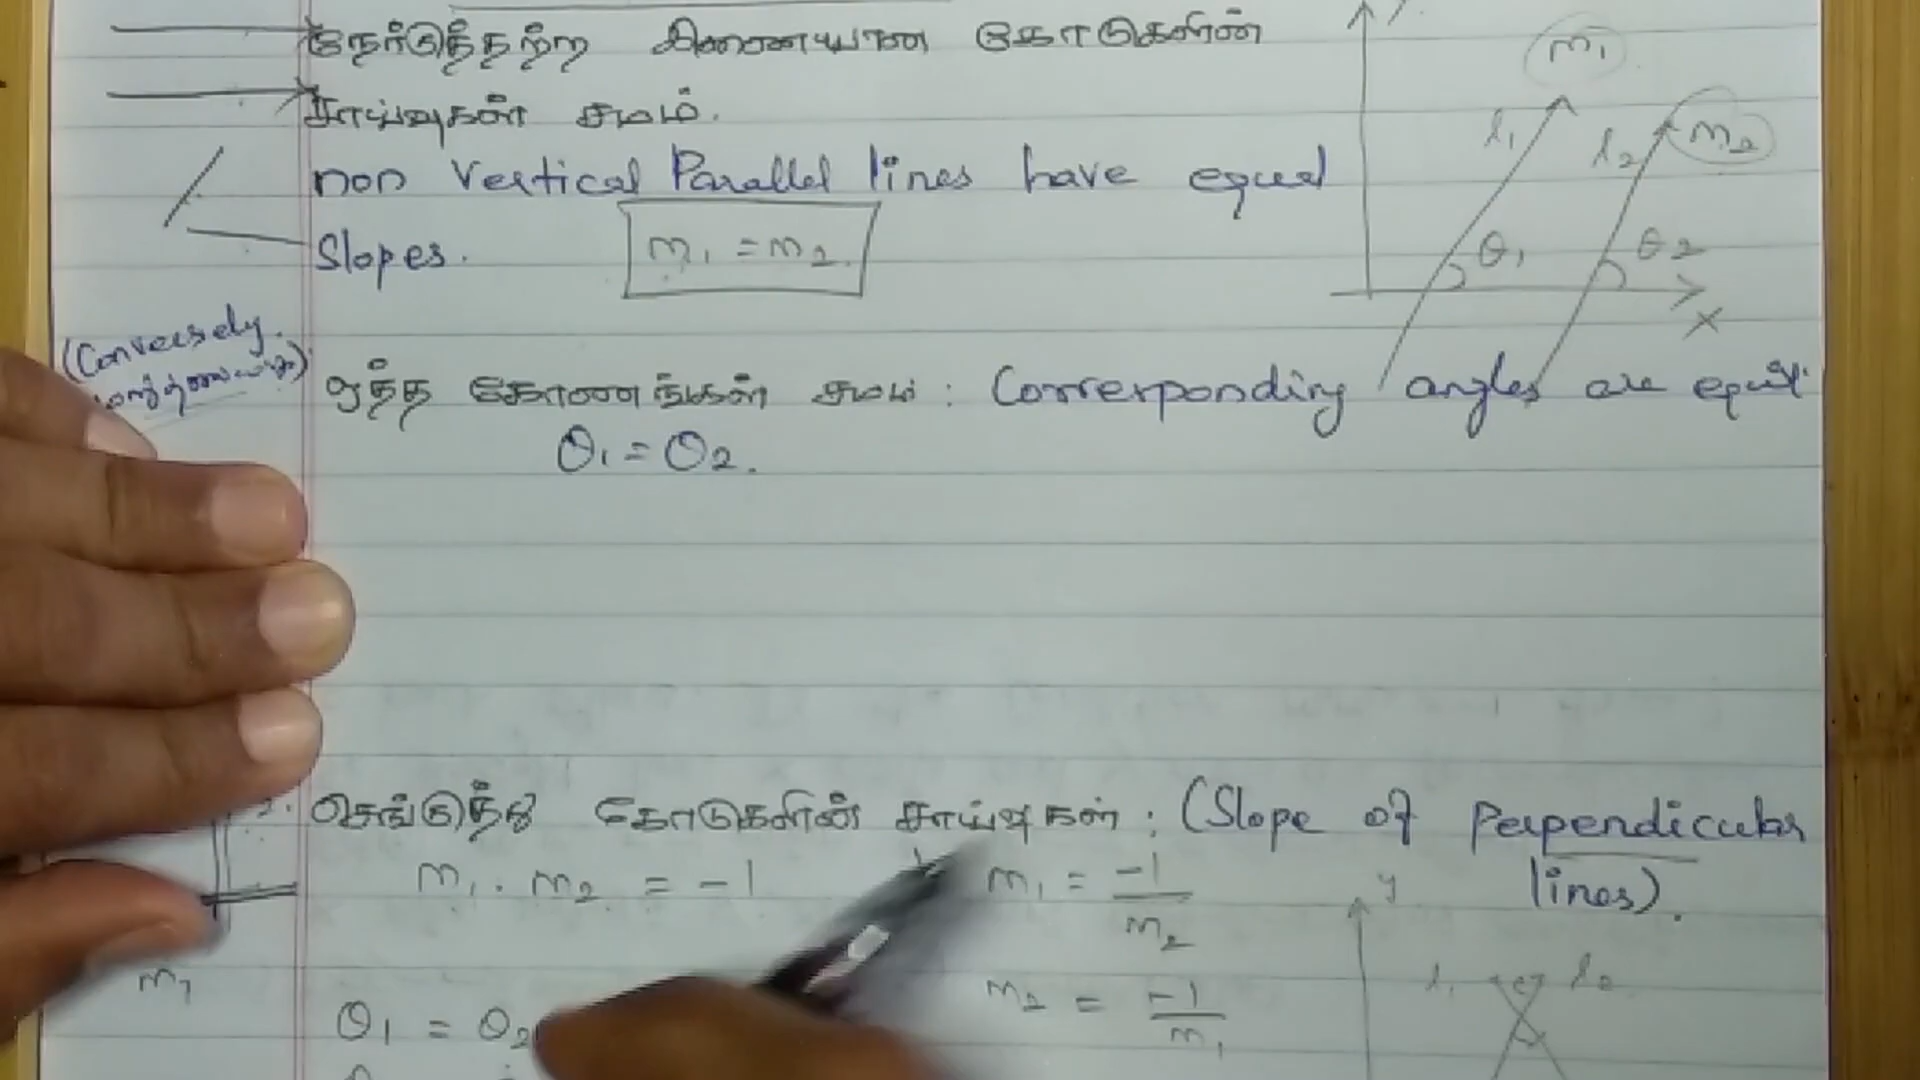 நேர்குத்தற்ற இணையான கோடுகளின்
சாய்வுகள் சமம்.
non Vertical Parallel lines have equal
Slopes. m₁ = m₂
m₁
l₁ l₂ m₂
θ₁ θ₂
x
(Conversely
ஒத்த கோணங்கள் சமம் : Corresponding angles are equal
θ₁ = θ₂.
செங்குத்து கோடுகளின் சாய்வுகள் : (Slope of Perpendicular
lines).
m₁ . m₂ = -1 m₁ = -1/m₂
y
m₂ = -1/m₁
l₁ l₂
θ₁ = θ₂